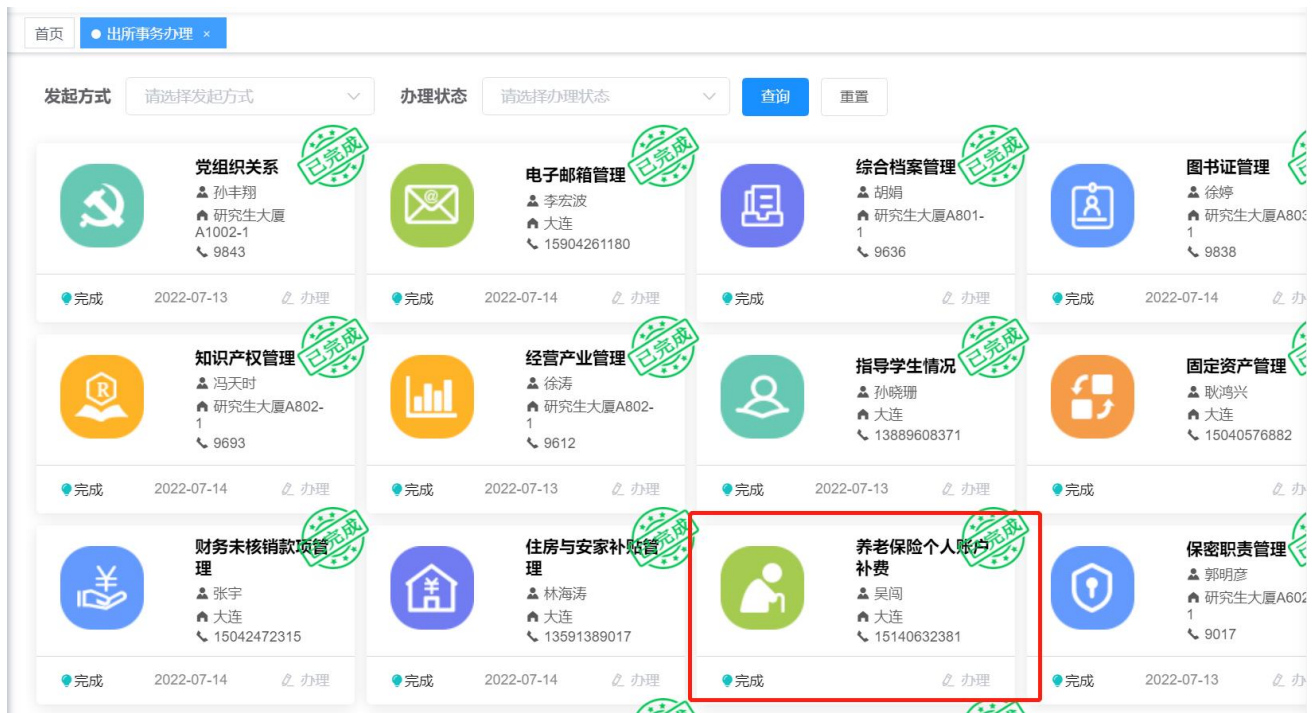 首页
出所事务办理 ×
发起方式 请选择发起方式 办理状态 请选择办理状态 查询 重置
党组织关系
孙丰翔
研究生大厦
A1002-1
9843
已完成
完成 2022-07-13 办理
电子邮箱管理
李宏波
大连
15904261180
已完成
完成 2022-07-14 办理
综合档案管理
胡娟
研究生大厦A801-
1
9636
已完成
完成 办理
图书证管理
徐婷
研究生大厦A803
1
9838
已
完成 2022-07-14 办
知识产权管理
冯天时
研究生大厦A802-
1
9693
已完成
完成 2022-07-14 办理
经营产业管理
徐涛
研究生大厦A802-
1
9612
已完成
完成 2022-07-13 办理
指导学生情况
孙晓珊
大连
13889608371
已完成
完成 2022-07-13 办理
固定资产管理
耿鸿兴
大连
15040576882
完成 办
财务未核销款项管
理
张宇
大连
15042472315
已完成
完成 2022-07-14 办理
住房与安家补贴管
理
林海涛
大连
13591389017
已完成
完成 2022-07-14 办理
养老保险个人账户
补费
吴闯
大连
15140632381
已完成
完成 办理
保密职责管理
郭明彦
研究生大厦A602
1
9017
完成 2022-07-13 办